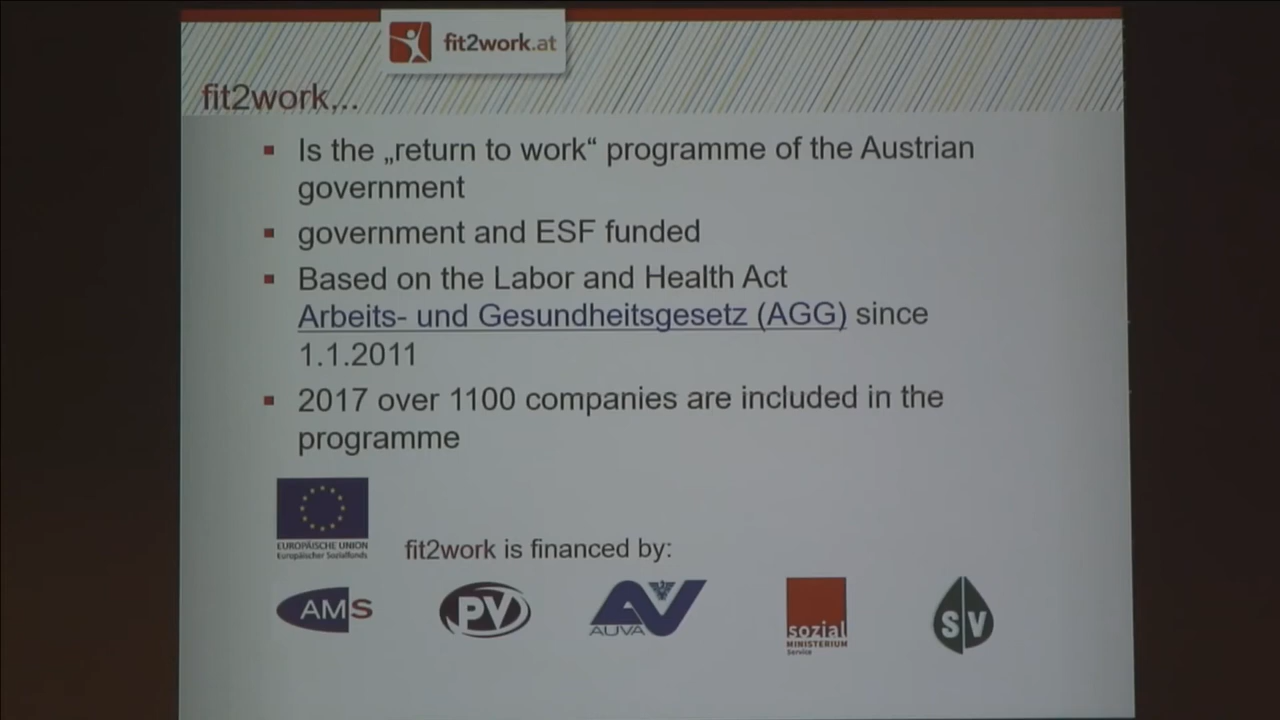 fit2work.at
fit2work...
Is the „return to work“ programme of the Austrian
government
government and ESF funded
Based on the Labor and Health Act
Arbeits- und Gesundheitsgesetz (AGG) since
1.1.2011
2017 over 1100 companies are included in the
programme
EUROPÄISCHE UNION
Europäischer Sozialfonds
fit2work is financed by:
AMS
PV
AUVA
sozial
MINISTERIUM
Service
SV